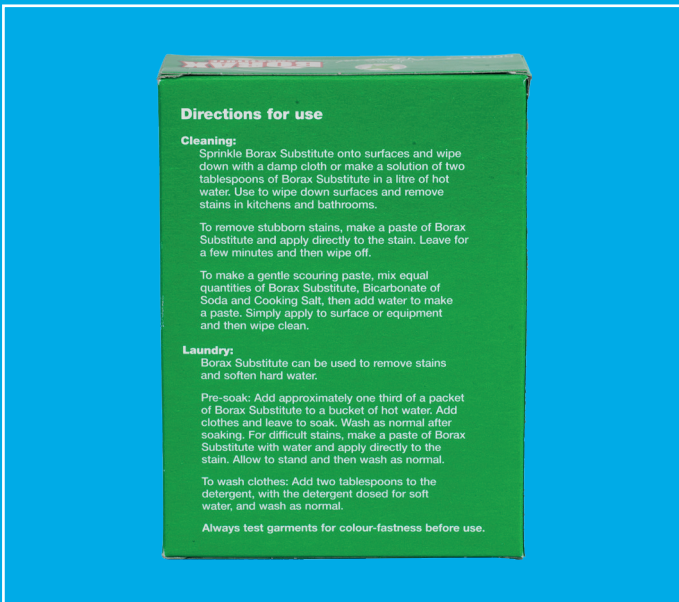 BORAX
Directions for use
Cleaning:
Sprinkle Borax Substitute onto surfaces and wipe
down with a damp cloth or make a solution of two
tablespoons of Borax Substitute in a litre of hot
water. Use to wipe down surfaces and remove
stains in kitchens and bathrooms.
To remove stubborn stains, make a paste of Borax
Substitute and apply directly to the stain. Leave for
a few minutes and then wipe off.
To make a gentle scouring paste, mix equal
quantities of Borax Substitute, Bicarbonate of
Soda and Cooking Salt, then add water to make
a paste. Simply apply to surface or equipment
and then wipe clean.
Laundry:
Borax Substitute can be used to remove stains
and soften hard water.
Pre-soak: Add approximately one third of a packet
of Borax Substitute to a bucket of hot water. Add
clothes and leave to soak. Wash as normal after
soaking. For difficult stains, make a paste of Borax
Substitute with water and apply directly to the
stain. Allow to stand and then wash as normal.
To wash clothes: Add two tablespoons to the
detergent, with the detergent dosed for soft
water, and wash as normal.
Always test garments for colour-fastness before use.